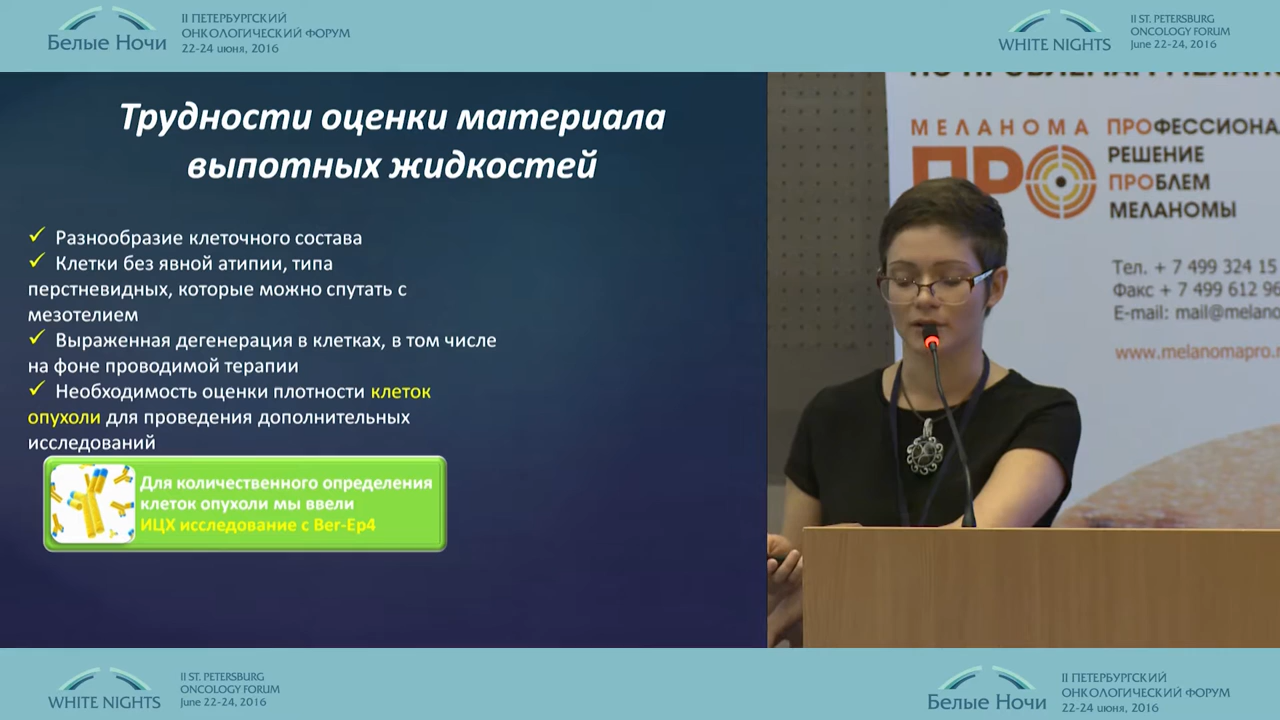 Белые Ночи
II ПЕТЕРБУРГСКИЙ
ОНКОЛОГИЧЕСКИЙ ФОРУМ
22-24 июня, 2016
WHITE NIGHTS
II ST. PETERSBURG
ONCOLOGY FORUM
June 22-24, 2016
Трудности оценки материала
выпотных жидкостей
✓ Разнообразие клеточного состава
✓ Клетки без явной атипии, типа
перстневидных, которые можно спутать с
мезотелием
✓ Выраженная дегенерация в клетках, в том числе
на фоне проводимой терапии
✓ Необходимость оценки плотности клеток
опухоли для проведения дополнительных
исследований
Для количественного определения
клеток опухоли мы ввели
ИЦХ исследование с Ber-Ep4
МЕЛАНОМА
ПРО
ПРОФЕССИОНА
РЕШЕНИЕ
ПРОБЛЕМ
МЕЛАНОМЫ
Тел. + 7 499 324 15
Факс + 7 499 612 96
E-mail: mail@melano
www.melanomapro.r
WHITE NIGHTS
II ST. PETERSBURG
ONCOLOGY FORUM
June 22-24, 2016
Белые Ночи
II ПЕТЕРБУРГСКИЙ
ОНКОЛОГИЧЕСКИЙ ФОРУМ
22-24 июня, 2016